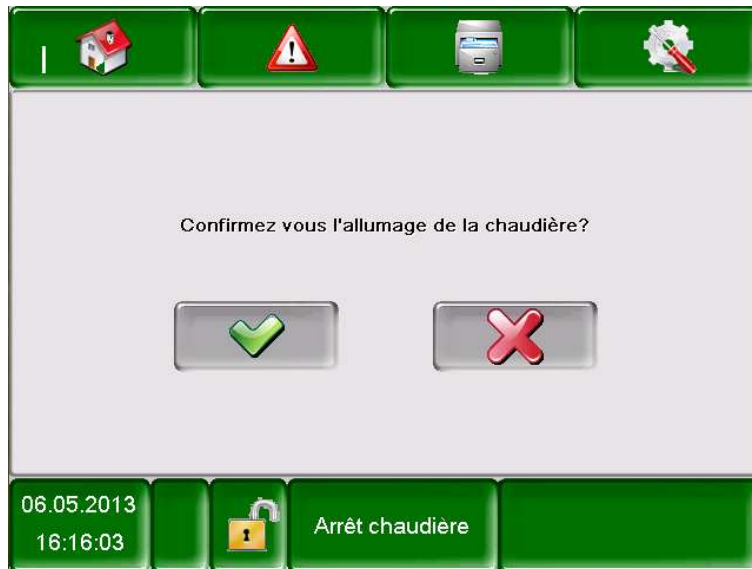 Confirmez vous l'allumage de la chaudière?
06.05.2013
16:16:03
Arrêt chaudière